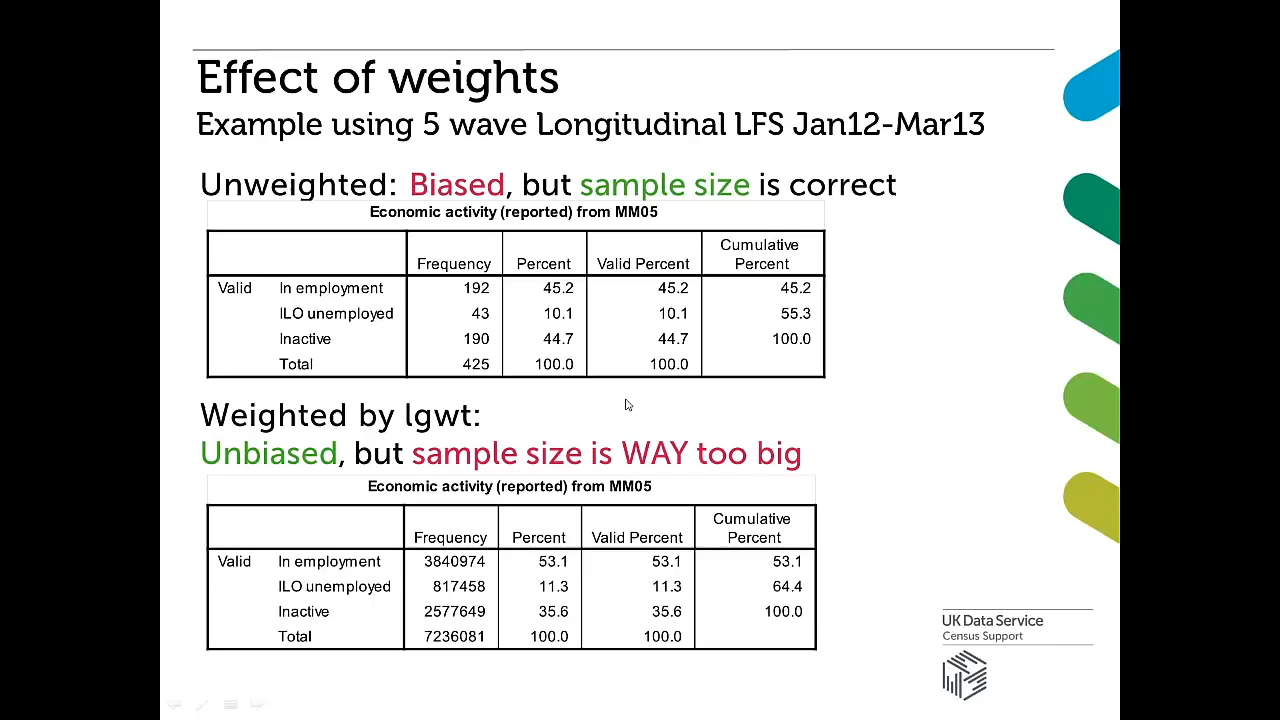 Effect of weights
Example using 5 wave Longitudinal LFS Jan12-Mar13
Unweighted: Biased, but sample size is correct
Economic activity (reported) from MM05
Frequency Percent Valid Percent Cumulative Percent
Valid In employment 192 45.2 45.2 45.2
ILO unemployed 43 10.1 10.1 55.3
Inactive 190 44.7 44.7 100.0
Total 425 100.0 100.0
Weighted by lgwt:
Unbiased, but sample size is WAY too big
Economic activity (reported) from MM05
Frequency Percent Valid Percent Cumulative Percent
Valid In employment 3840974 53.1 53.1 53.1
ILO unemployed 817458 11.3 11.3 64.4
Inactive 2577649 35.6 35.6 100.0
Total 7236081 100.0 100.0
UK Data Service
Census Support